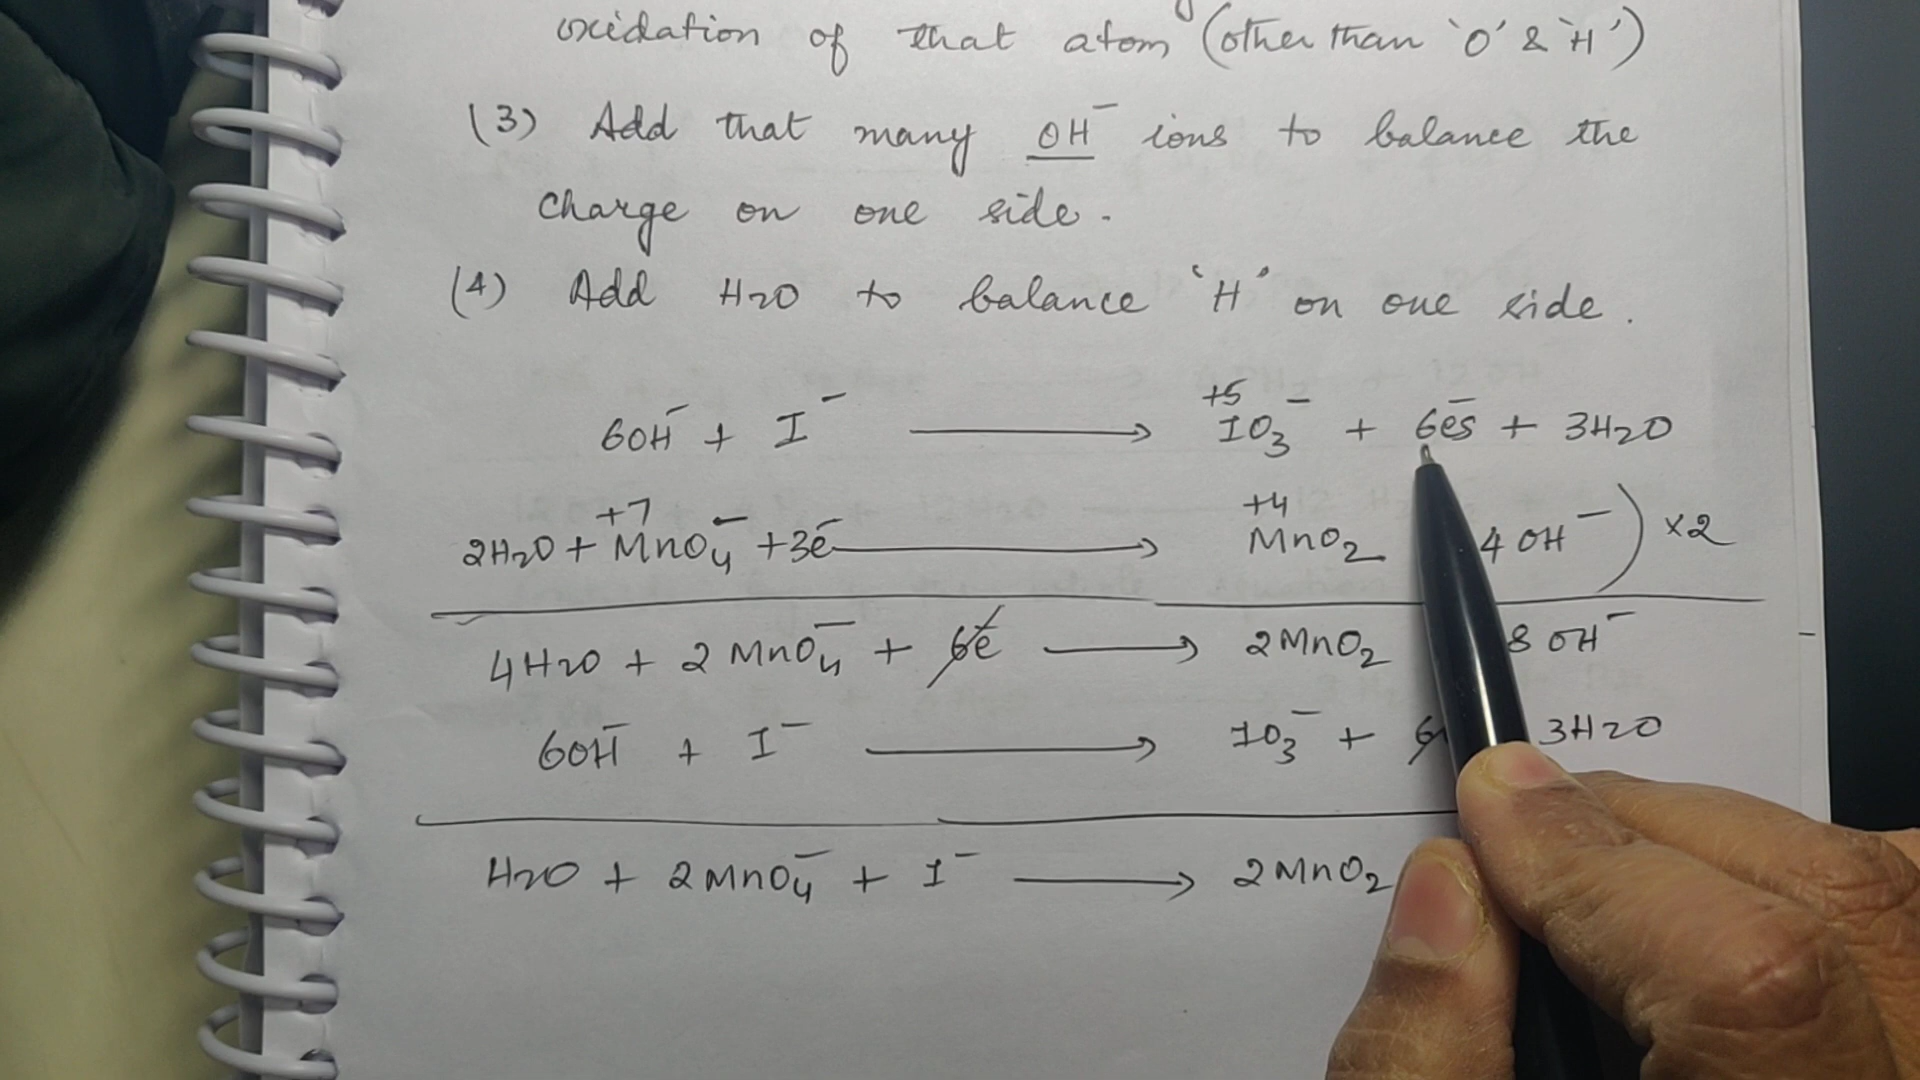 oxidation of that atom (other than 'O' & 'H')
(3) Add that many OH⁻ ions to balance the
charge on one side.
(4) Add H2O to balance 'H' on one side.
+5
6OH⁻ + I⁻ ⟶ IO₃⁻ + 6e⁻s + 3H2O
+7 +4
2H2O + MnO₄⁻ + 3e⁻ ⟶ MnO₂ 4OH⁻) ×2
4H2O + 2MnO₄⁻ + 6e⁻ ⟶ 2MnO₂ 8OH⁻
6OH⁻ + I⁻ ⟶ IO₃⁻ + 6 3H2O
H2O + 2MnO₄⁻ + I⁻ ⟶ 2MnO₂